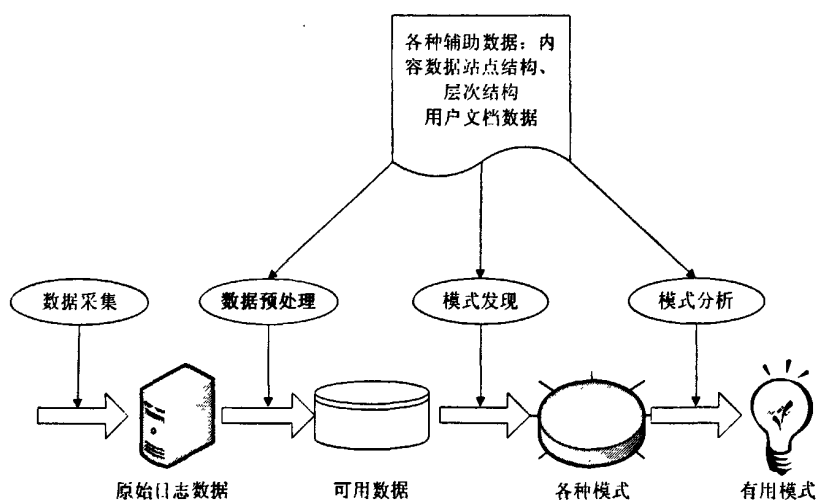 各种辅助数据：内
容数据站点结构、
层次结构
用户文档数据
数据采集
数据预处理
模式发现
模式分析
原始日志数据
可用数据
各种模式
有用模式